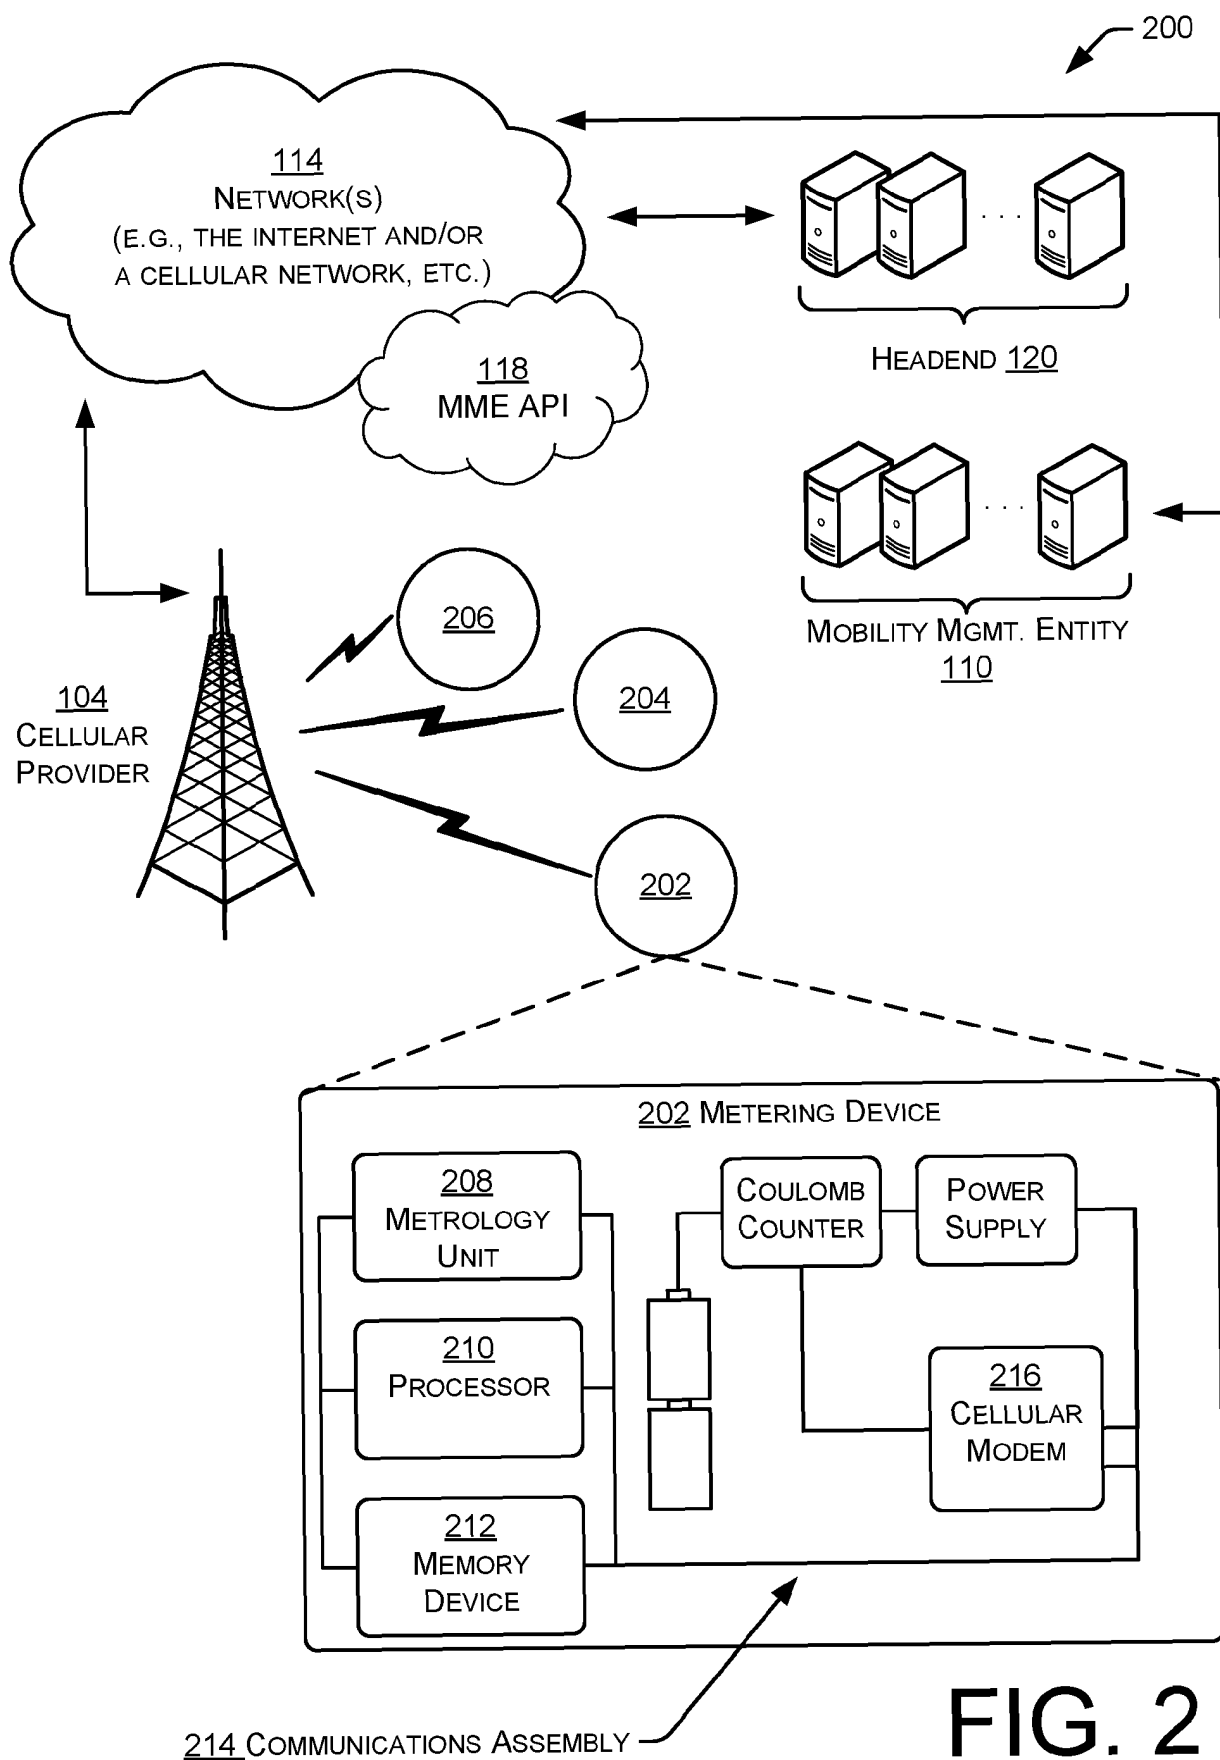 200
114
NETWORK(S)
(E.G., THE INTERNET AND/OR
A CELLULAR NETWORK, ETC.)
118
MME API
HEADEND 120
MOBILITY MGMT. ENTITY
110
206
204
202
104
CELLULAR
PROVIDER
202 METERING DEVICE
208
METROLOGY
UNIT
COULOMB
COUNTER
POWER
SUPPLY
210
PROCESSOR
216
CELLULAR
MODEM
212
MEMORY
DEVICE
214 COMMUNICATIONS ASSEMBLY
FIG. 2